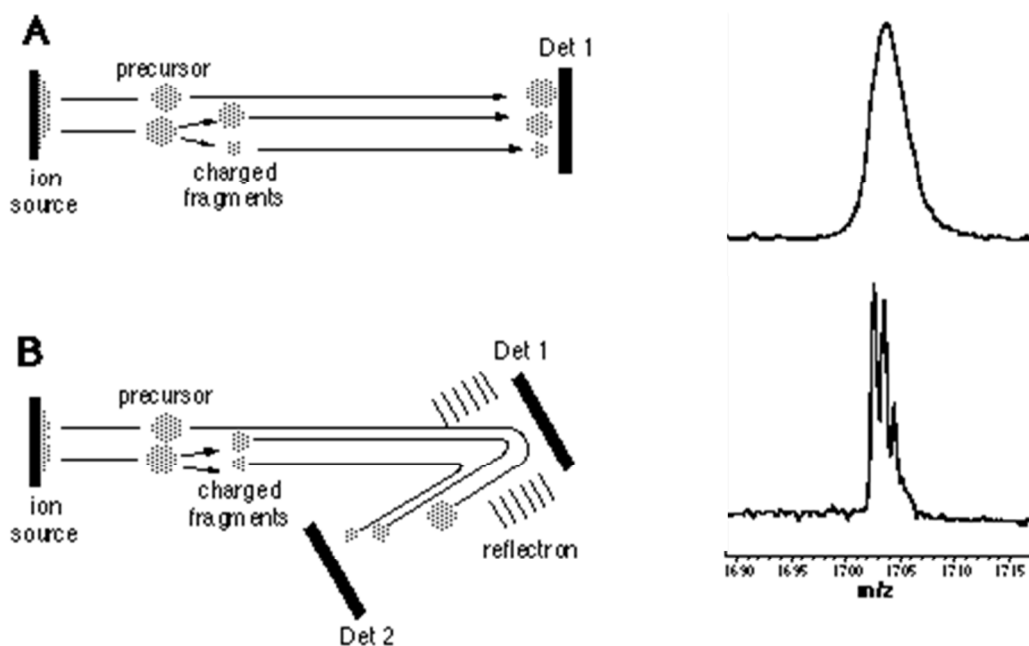 A
precursor
Det 1
ion
source
charged
fragments
B
precursor
Det 1
ion
source
charged
fragments
reflectron
Det 2
1690 1695 1700 1705 1710 1715
m/z